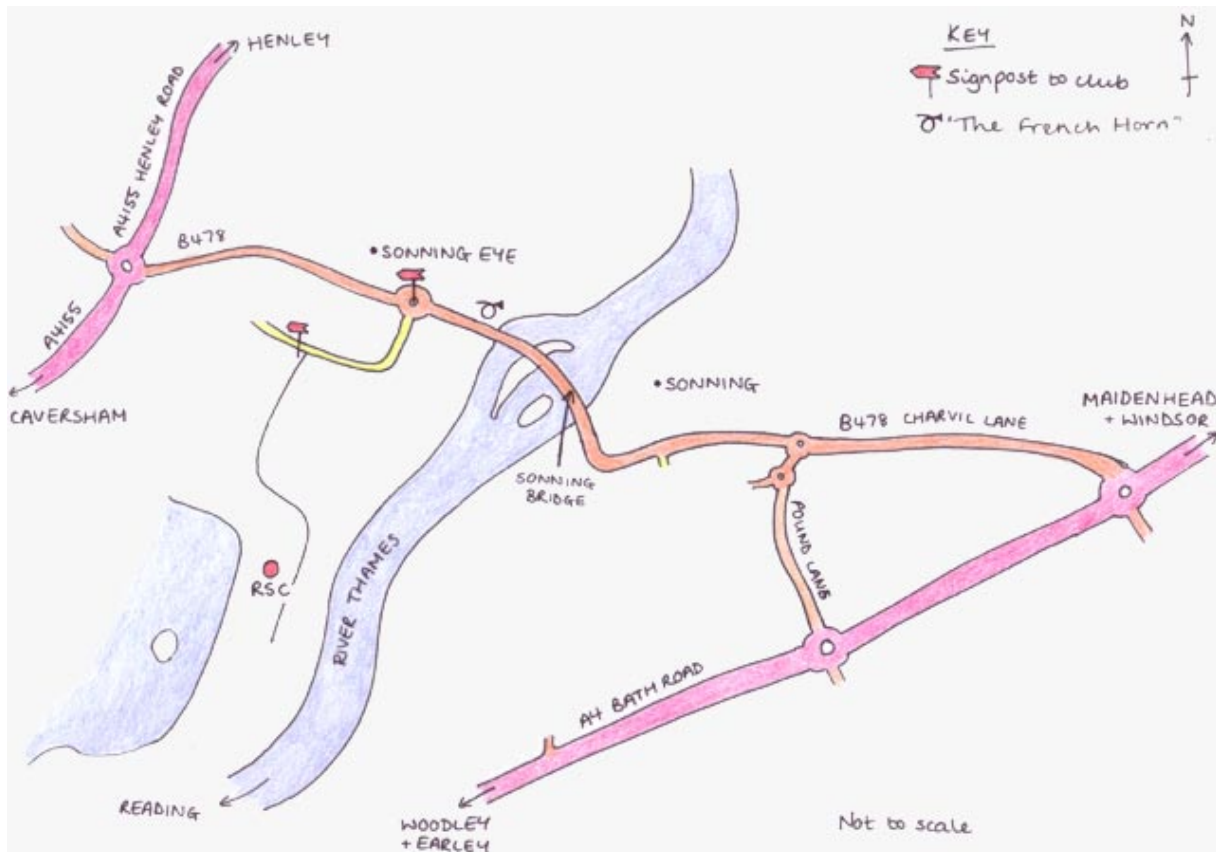 HENLEY
KEY
N
Signpost to club
"The French Horn"
A4155 HENLEY ROAD
B478
SONNING EYE
A4155
CAVERSHAM
SONNING
MAIDENHEAD
+ WINDSOR
B478 CHARVIL LANE
SONNING
BRIDGE
POUND LANE
RSC
RIVER THAMES
A4 BATH ROAD
READING
WOODLEY
+ EARLEY
Not to scale